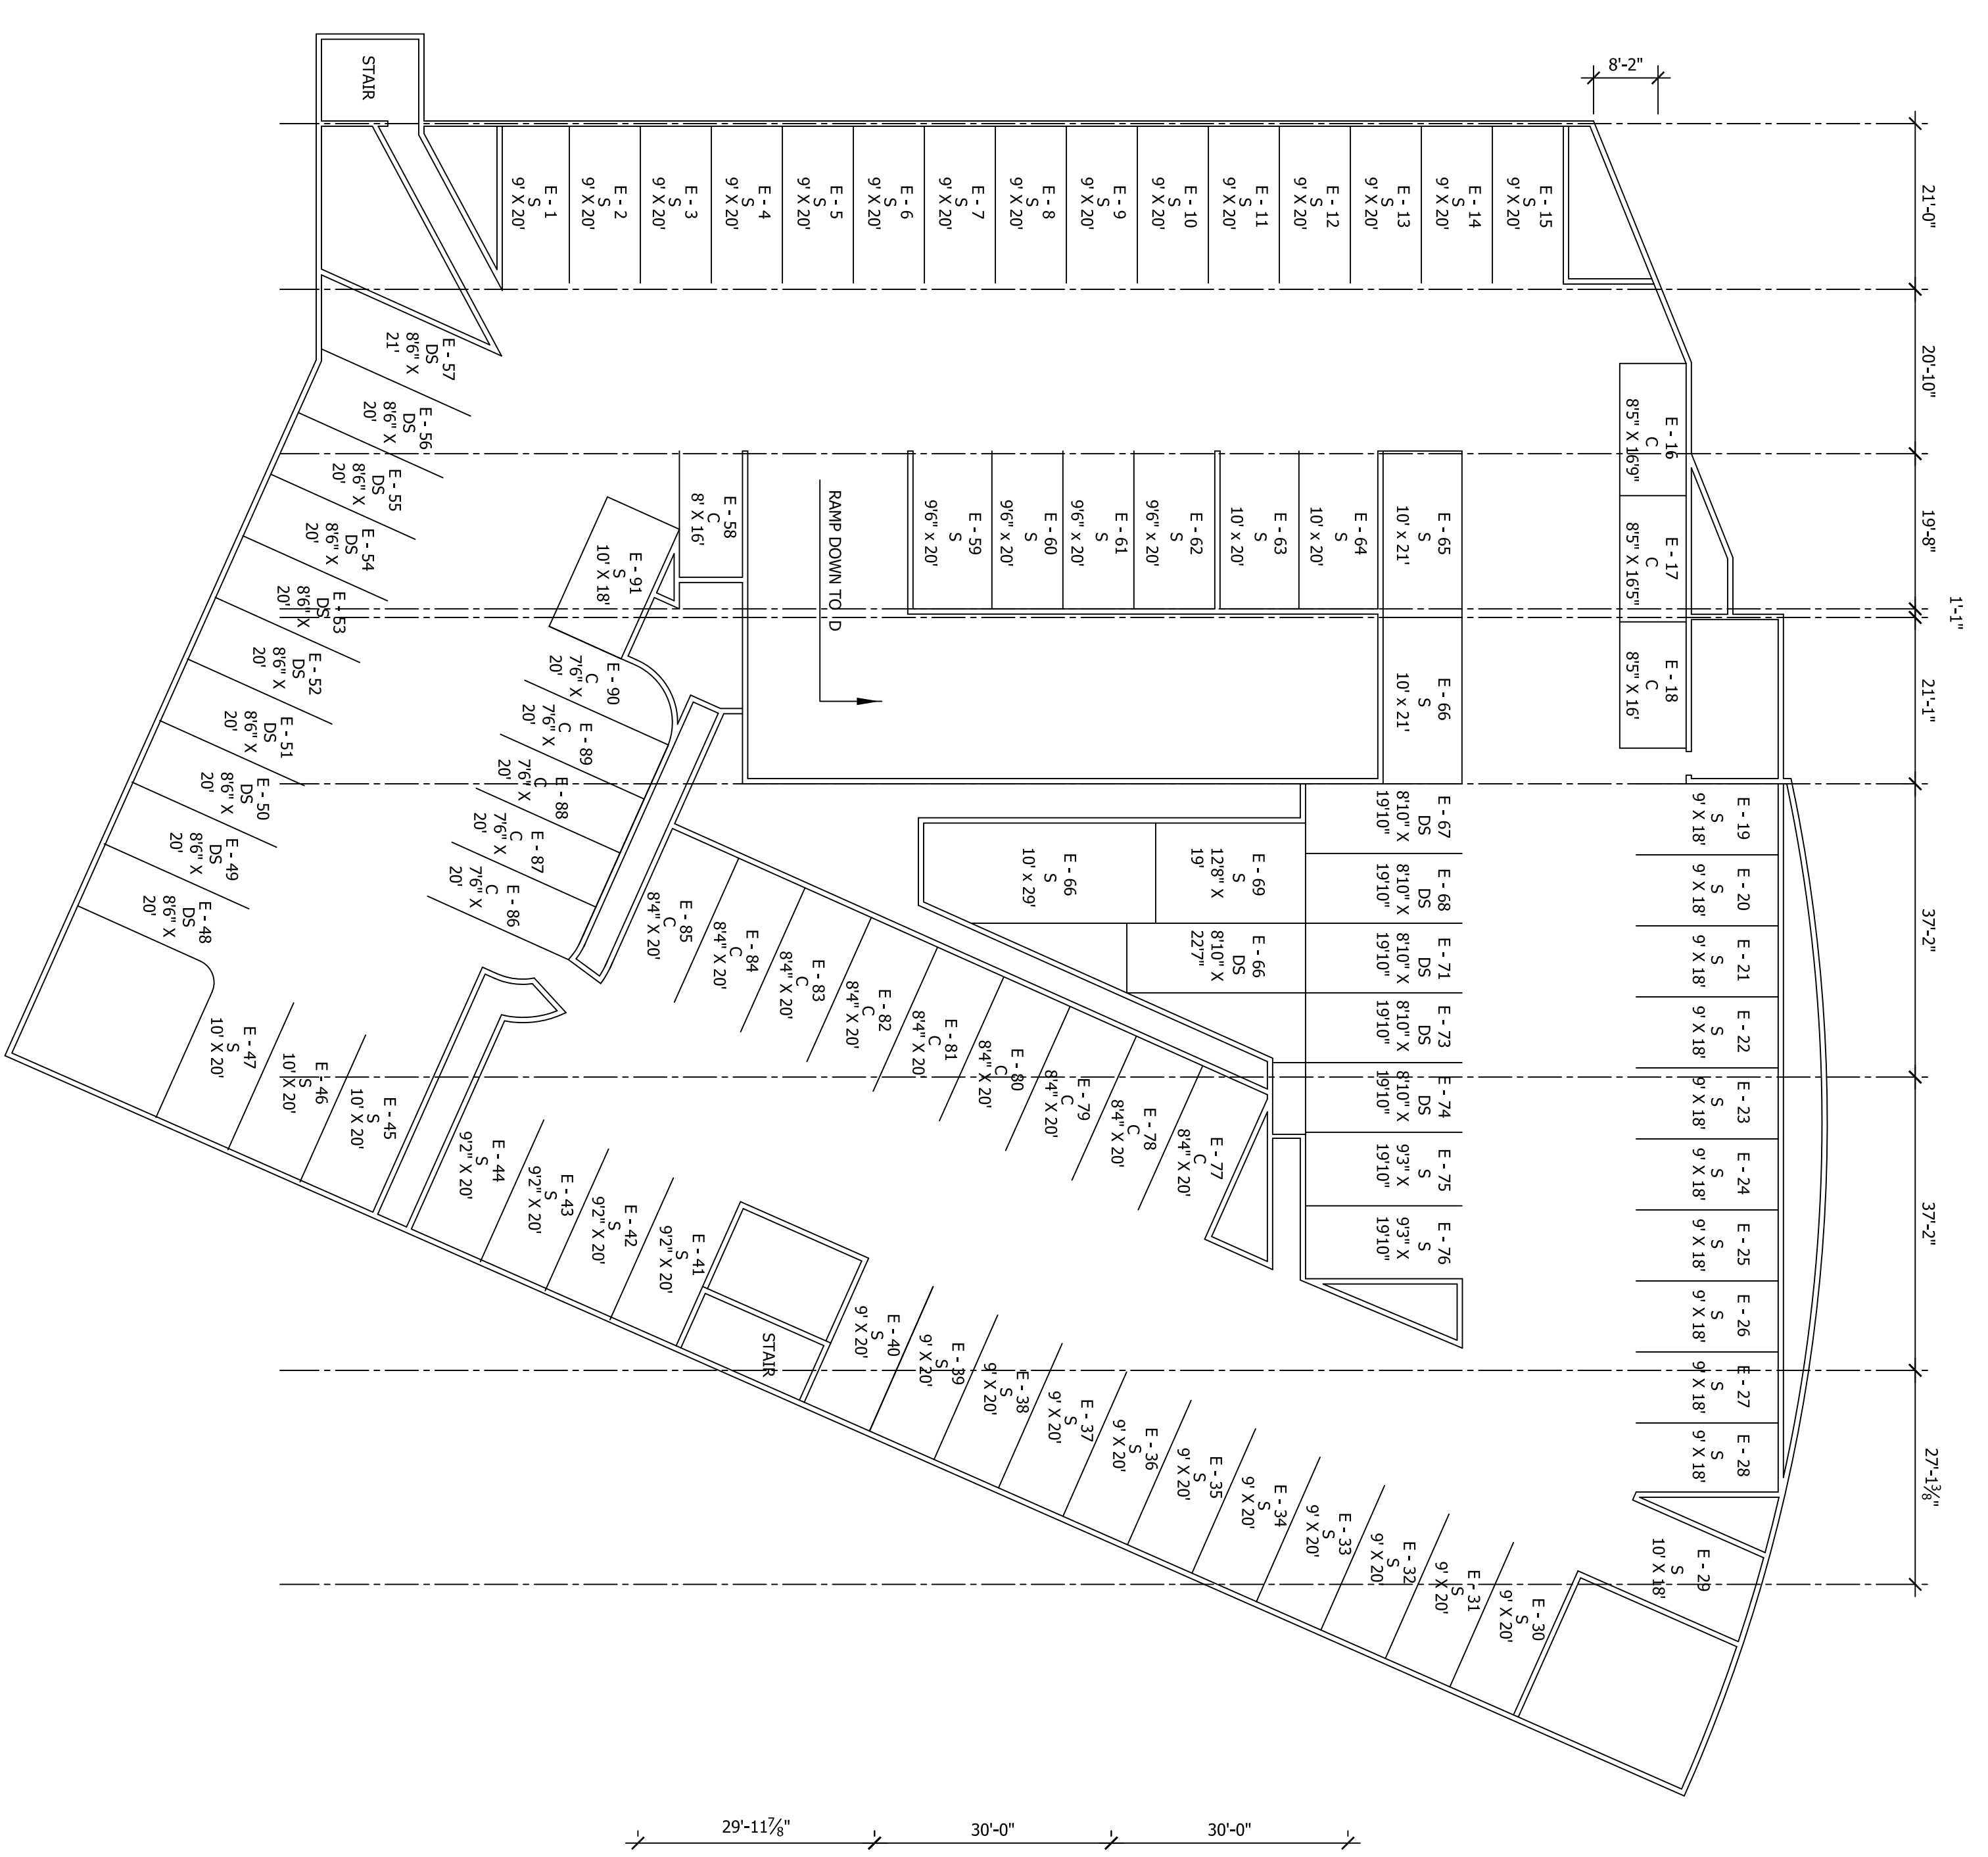 STAIR
8'-2"
E - 1
S
9' X 20'
E - 2
S
9' X 20'
E - 3
S
9' X 20'
E - 4
S
9' X 20'
E - 5
S
9' X 20'
E - 6
S
9' X 20'
E - 7
S
9' X 20'
E - 8
S
9' X 20'
E - 9
S
9' X 20'
E - 10
S
9' X 20'
E - 11
S
9' X 20'
E - 12
S
9' X 20'
E - 13
S
9' X 20'
E - 14
S
9' X 20'
E - 15
S
9' X 20'
E - 16
C
8'5" X 16'9"
E - 17
C
8'5" X 16'5"
E - 18
C
8'5" X 16'
E - 19
S
9' X 18'
E - 20
S
9' X 18'
E - 21
S
9' X 18'
E - 22
S
9' X 18'
E - 23
S
9' X 18'
E - 24
S
9' X 18'
E - 25
S
9' X 18'
E - 26
S
9' X 18'
E - 27
S
9' X 18'
E - 28
S
9' X 18'
E - 29
S
10' X 18'
E - 30
S
9' X 20'
E - 31
S
9' X 20'
E - 32
S
9' X 20'
E - 33
S
9' X 20'
E - 34
S
9' X 20'
E - 35
S
9' X 20'
E - 36
S
9' X 20'
E - 37
S
9' X 20'
E - 38
S
9' X 20'
E - 39
S
9' X 20'
E - 40
S
9' X 20'
STAIR
E - 41
S
9'2" X 20'
E - 42
S
9'2" X 20'
E - 43
S
9'2" X 20'
E - 44
S
9'2" X 20'
E - 45
S
10' X 20'
E - 46
S
10' X 20'
E - 47
S
10' X 20'
E - 48
DS
8'6" X
20'
E - 49
DS
8'6" X
20'
E - 50
DS
8'6" X
20'
E - 51
DS
8'6" X
20'
E - 52
DS
8'6" X
20'
E - 53
DS
8'6" X
20'
E - 54
DS
8'6" X
20'
E - 55
DS
8'6" X
20'
E - 56
DS
8'6" X
20'
E - 57
DS
8'6" X
21'
E - 58
C
8' X 16'
RAMP DOWN TO D
E - 59
S
9'6" x 20'
E - 60
S
9'6" x 20'
E - 61
S
9'6" x 20'
E - 62
S
9'6" x 20'
E - 63
S
10' x 20'
E - 64
S
10' x 20'
E - 65
S
10' x 21'
E - 66
S
10' x 21'
E - 67
DS
8'10" X
19'10"
E - 68
DS
8'10" X
19'10"
E - 69
S
12'8" X
19'
E - 66
S
10' x 29'
E - 66
DS
8'10" X
22'7"
E - 71
DS
8'10" X
19'10"
E - 73
DS
8'10" X
19'10"
E - 74
DS
8'10" X
19'10"
E - 75
S
9'3" X
19'10"
E - 76
S
9'3" X
19'10"
E - 77
C
8'4" X 20'
E - 78
C
8'4" X 20'
E - 79
C
8'4" X 20'
E - 80
C
8'4" X 20'
E - 81
C
8'4" X 20'
E - 82
C
8'4" X 20'
E - 83
C
8'4" X 20'
E - 84
C
8'4" X 20'
E - 85
C
8'4" X 20'
E - 86
C
7'6" X
20'
E - 87
C
7'6" X
20'
E - 88
C
7'6" X
20'
E - 89
C
7'6" X
20'
E - 90
C
7'6" X
20'
E - 91
S
10' X 18'
21'-0"
20'-10"
19'-8"
1'-1"
21'-1"
37'-2"
37'-2"
27'-1⅜"
29'-11⅞"
30'-0"
30'-0"